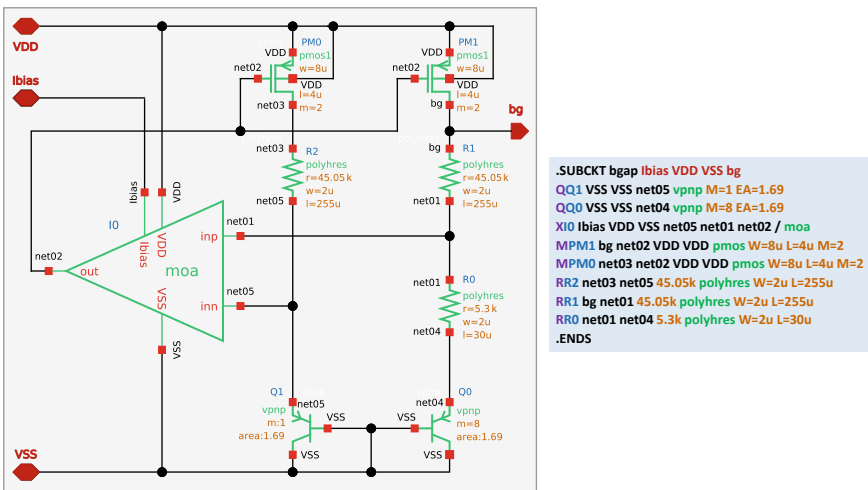 VDD
Ibias
VSS
bg
PM0
VDD
pmos1
w=8u
net02
VDD
l=4u
m=2
net03
PM1
VDD
pmos1
w=8u
net02
VDD
l=4u
m=2
bg
net03
R2
polyhres
r=45.05k
w=2u
l=255u
net05
bg
R1
polyhres
r=45.05k
w=2u
l=255u
net01
Ibias
VDD
I0
net01
inp
Ibias
VDD
net02
out
moa
net05
inn
VSS
VSS
net01
R0
polyhres
r=5.3k
w=2u
l=30u
net04
Q1
net05
vpnp
m:1
area:1.69
VSS
VSS
Q0
net04
vpnp
m=8
area:1.69
VSS
VSS
.SUBCKT bgap Ibias VDD VSS bg
QQ1 VSS VSS net05 vpnp M=1 EA=1.69
QQ0 VSS VSS net04 vpnp M=8 EA=1.69
XI0 Ibias VDD VSS net05 net01 net02 / moa
MPM1 bg net02 VDD VDD pmos W=8u L=4u M=2
MPM0 net03 net02 VDD VDD pmos W=8u L=4u M=2
RR2 net03 net05 45.05k polyhres W=2u L=255u
RR1 bg net01 45.05k polyhres W=2u L=255u
RR0 net01 net04 5.3k polyhres W=2u L=30u
.ENDS